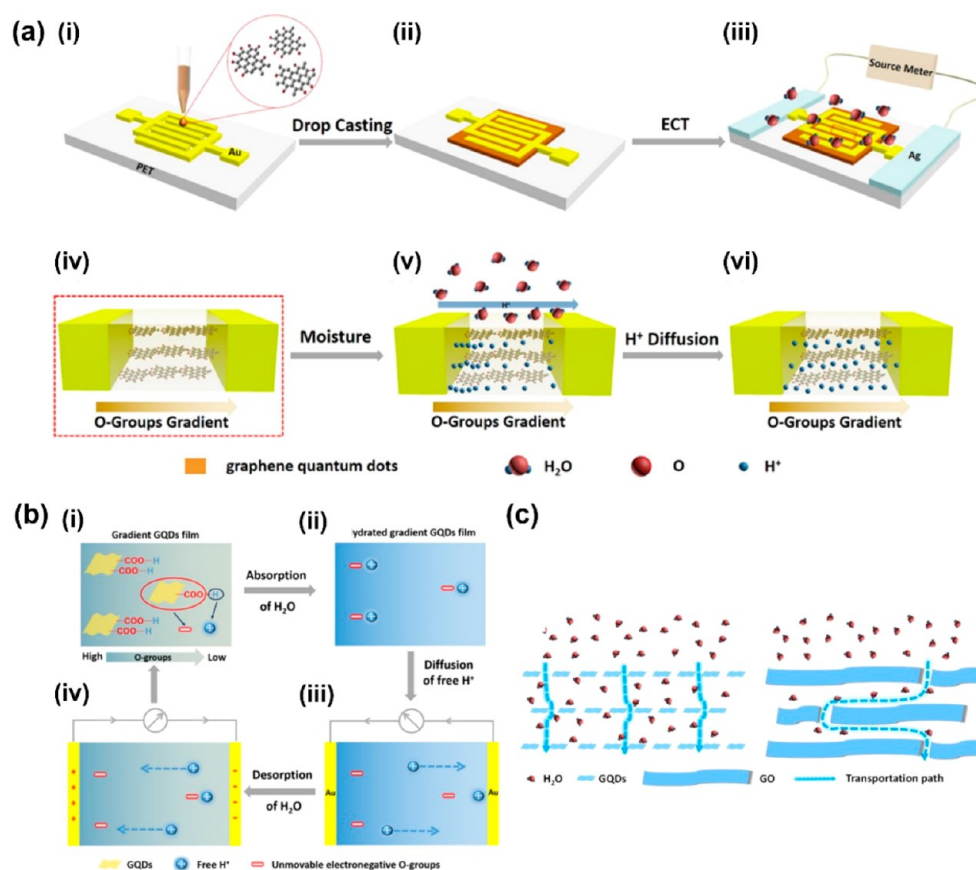 (a) (i) (ii) (iii)
Source Meter
Drop Casting
ECT
Au
Ag
PET
(iv) (v) (vi)
H⁺
Moisture
H⁺ Diffusion
O-Groups Gradient
O-Groups Gradient
O-Groups Gradient
graphene quantum dots
H₂O
O
H⁺
(b) (i) (ii)
Gradient GQDs film
ydrated gradient GQDs film
COO-H
COO-H
COO-H
COO-H
COO-H
Absorption
of H₂O
High O-groups Low
Diffusion
of free H⁺
(iv) (iii)
Desorption
of H₂O
Au
Au
GQDs
Free H⁺
Unmovable electronegative O-groups
(c)
H₂O
GQDs
GO
Transportation path